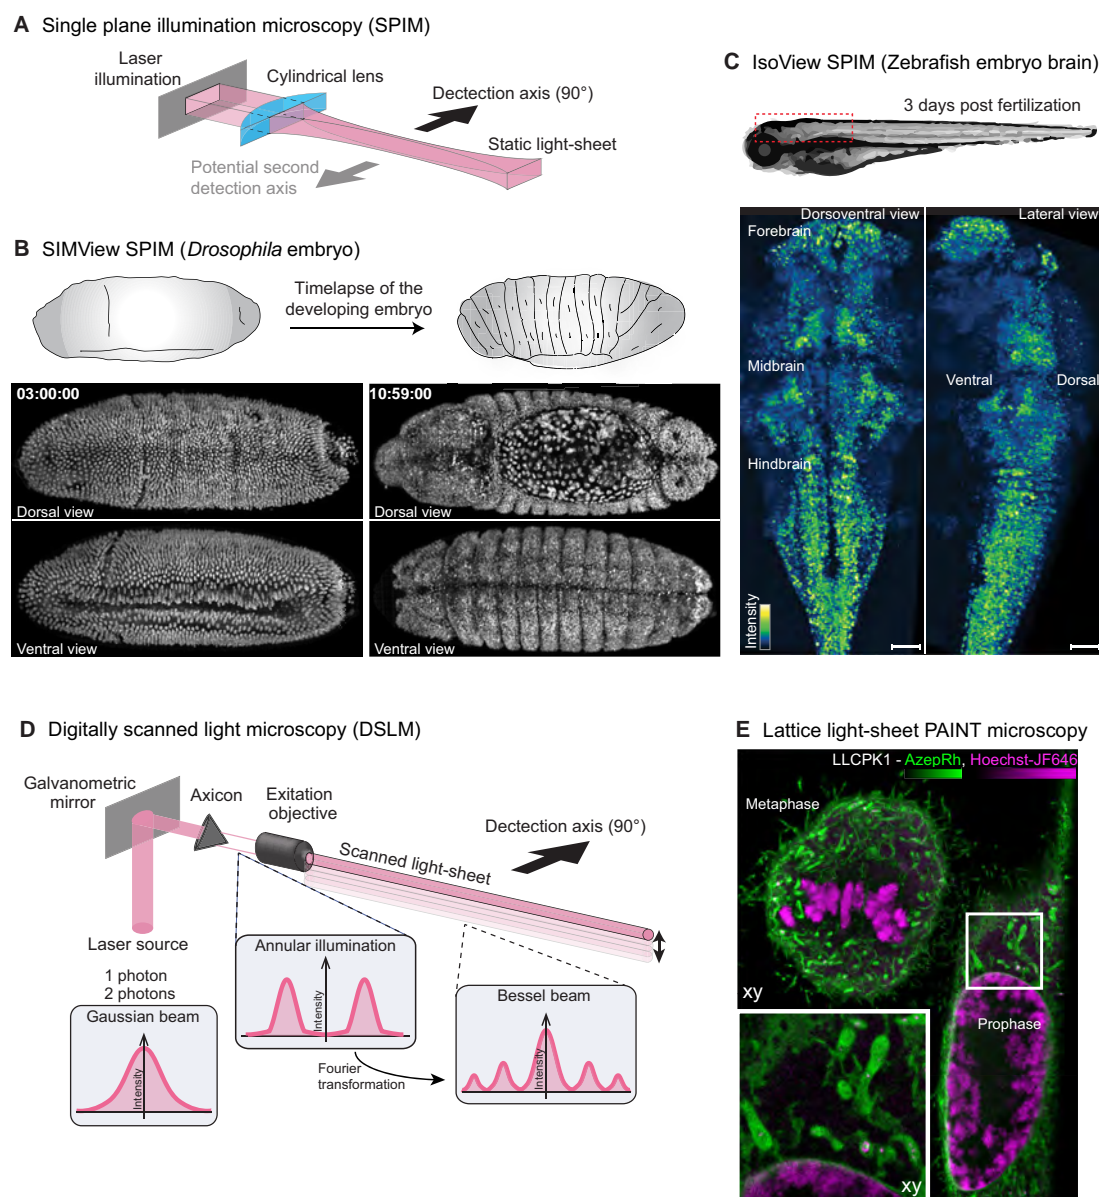 A Single plane illumination microscopy (SPIM)
Laser
illumination
Cylindrical lens
Dectection axis (90°)
Static light-sheet
Potential second
detection axis
B SIMView SPIM (Drosophila embryo)
Timelapse of the
developing embryo
03:00:00
Dorsal view
Ventral view
10:59:00
Dorsal view
Ventral view
C IsoView SPIM (Zebrafish embryo brain)
3 days post fertilization
Dorsoventral view
Lateral view
Forebrain
Midbrain
Ventral
Dorsal
Hindbrain
Intensity
D Digitally scanned light microscopy (DSLM)
Galvanometric
mirror
Axicon
Exitation
objective
Dectection axis (90°)
Scanned light-sheet
Laser source
1 photon
2 photons
Gaussian beam
Intensity
Annular illumination
Intensity
Fourier
transformation
Bessel beam
Intensity
E Lattice light-sheet PAINT microscopy
LLCPK1 - AzepRh, Hoechst-JF646
Metaphase
xy
Prophase
xy